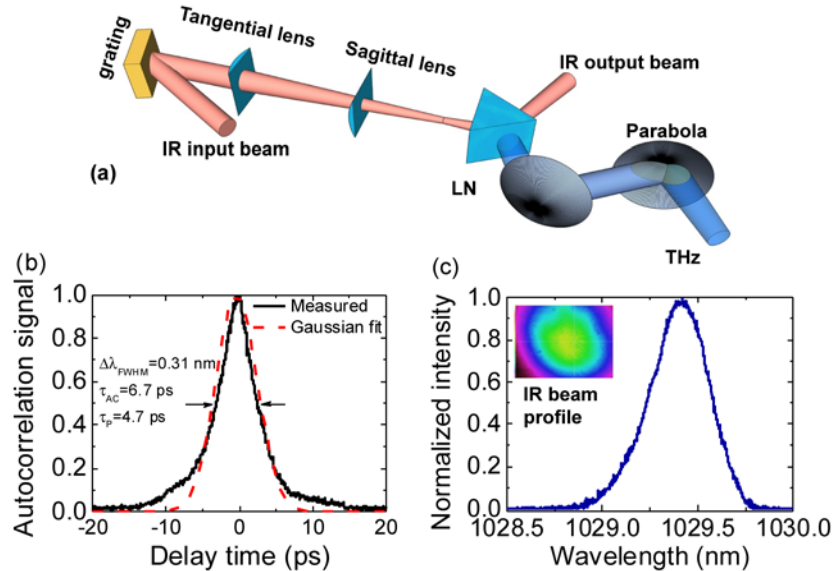 grating
Tangential lens
Sagittal lens
IR output beam
IR input beam
Parabola
(a)
LN
THz
(b)
Autocorrelation signal
1.0
0.8
0.6
0.4
0.2
0.0
Measured
Gaussian fit
Δλ_FWHM=0.31 nm
τ_AC=6.7 ps
τ_P=4.7 ps
-20 -10 0 10 20
Delay time (ps)
(c)
Normalized intensity
1.0
0.8
0.6
0.4
0.2
0.0
IR beam
profile
1028.5 1029.0 1029.5 1030.0
Wavelength (nm)